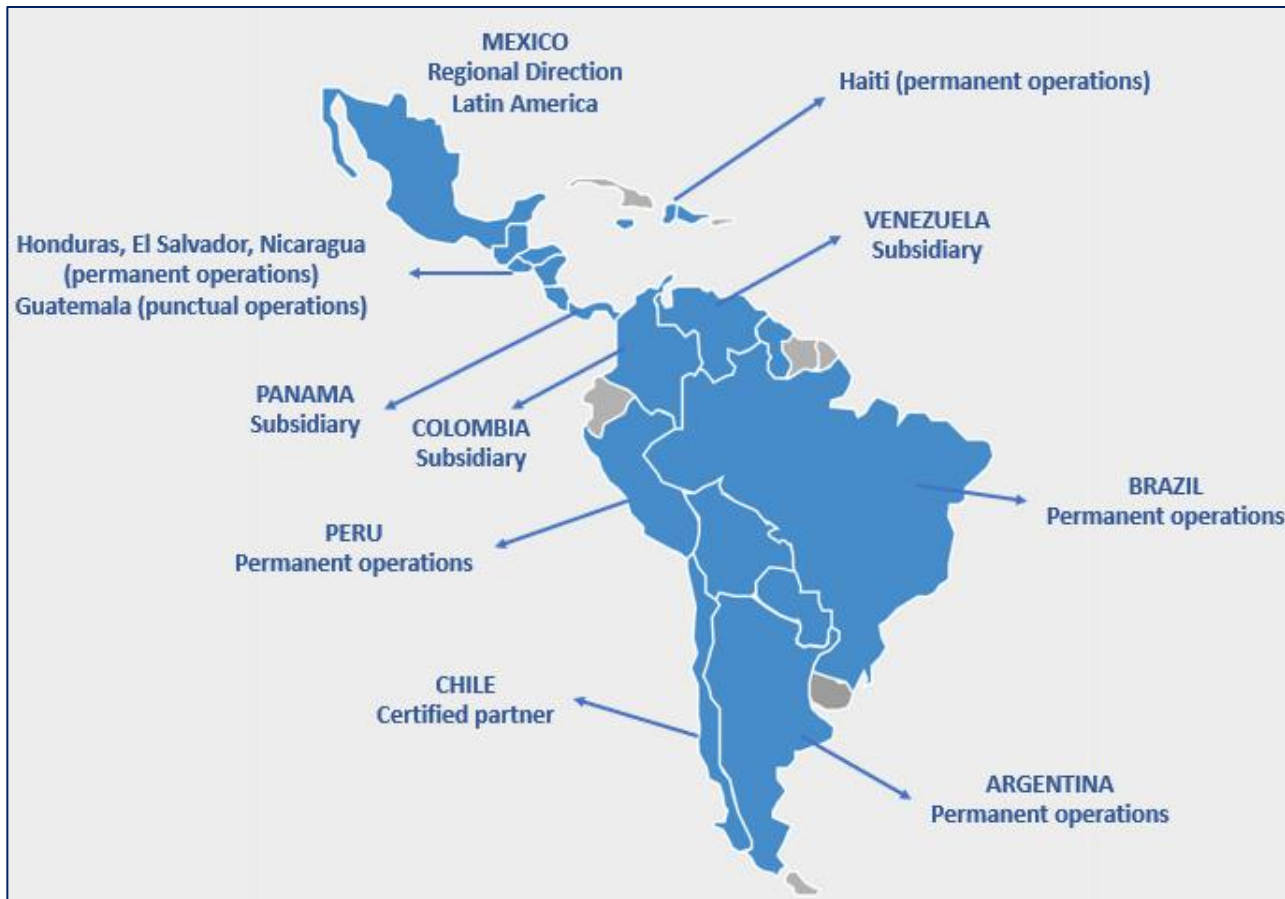 MEXICO
Regional Direction
Latin America
Haiti (permanent operations)
VENEZUELA
Subsidiary
Honduras, El Salvador, Nicaragua
(permanent operations)
Guatemala (punctual operations)
PANAMA
Subsidiary
COLOMBIA
Subsidiary
BRAZIL
Permanent operations
PERU
Permanent operations
CHILE
Certified partner
ARGENTINA
Permanent operations